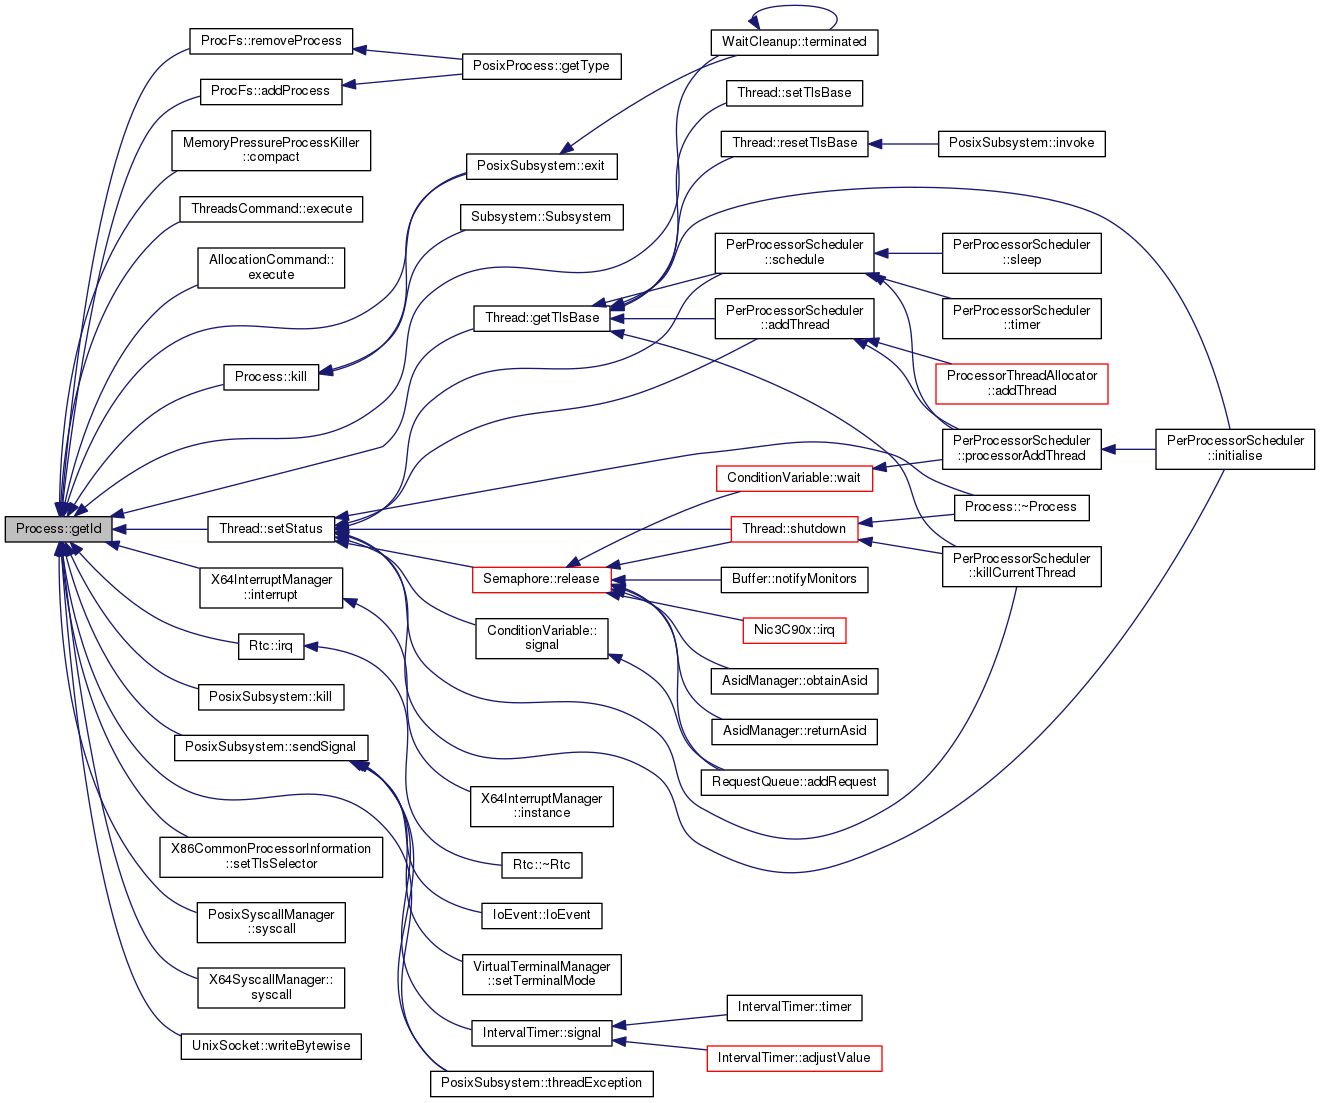 Process::getId
ProcFs::removeProcess
ProcFs::addProcess
MemoryPressureProcessKiller
::compact
ThreadsCommand::execute
AllocationCommand::
execute
Process::kill
Thread::setStatus
X64InterruptManager
::interrupt
Rtc::irq
PosixSubsystem::kill
PosixSubsystem::sendSignal
X86CommonProcessorInformation
::setTlsSelector
PosixSyscallManager
::syscall
X64SyscallManager::
syscall
UnixSocket::writeBytewise
PosixProcess::getType
PosixSubsystem::exit
Subsystem::Subsystem
Thread::getTlsBase
Semaphore::release
ConditionVariable::
signal
X64InterruptManager
::instance
Rtc::~Rtc
IoEvent::IoEvent
VirtualTerminalManager
::setTerminalMode
IntervalTimer::signal
PosixSubsystem::threadException
WaitCleanup::terminated
Thread::setTlsBase
Thread::resetTlsBase
PerProcessorScheduler
::schedule
PerProcessorScheduler
::addThread
ConditionVariable::wait
Thread::shutdown
Buffer::notifyMonitors
Nic3C90x::irq
AsidManager::obtainAsid
AsidManager::returnAsid
RequestQueue::addRequest
IntervalTimer::timer
IntervalTimer::adjustValue
PosixSubsystem::invoke
PerProcessorScheduler
::sleep
PerProcessorScheduler
::timer
ProcessorThreadAllocator
::addThread
PerProcessorScheduler
::processorAddThread
Process::~Process
PerProcessorScheduler
::killCurrentThread
PerProcessorScheduler
::initialise